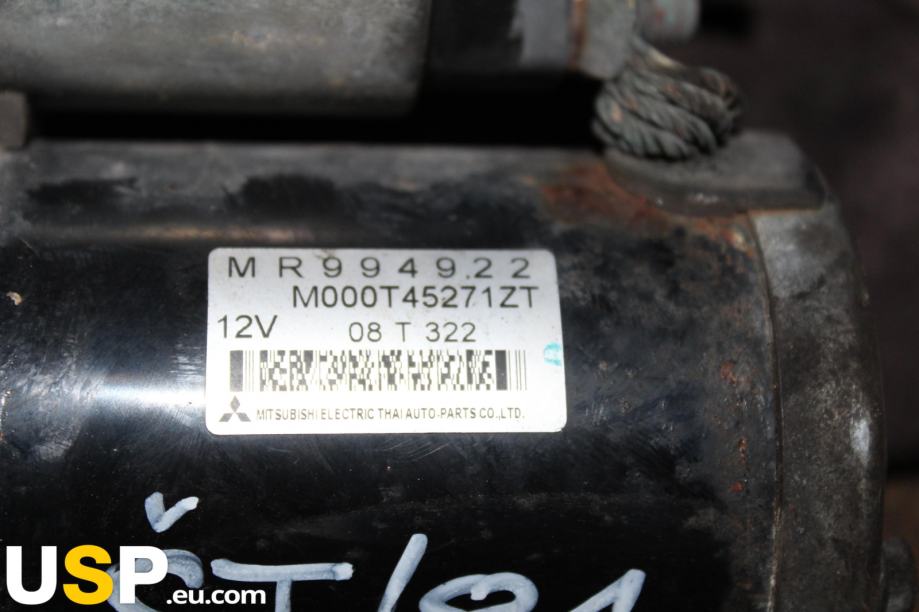 MR994922
M000T45271ZT
12V 08 T 322
MITSUBISHI ELECTRIC THAI AUTO-PARTS CO.,LTD.
USP.eu.com